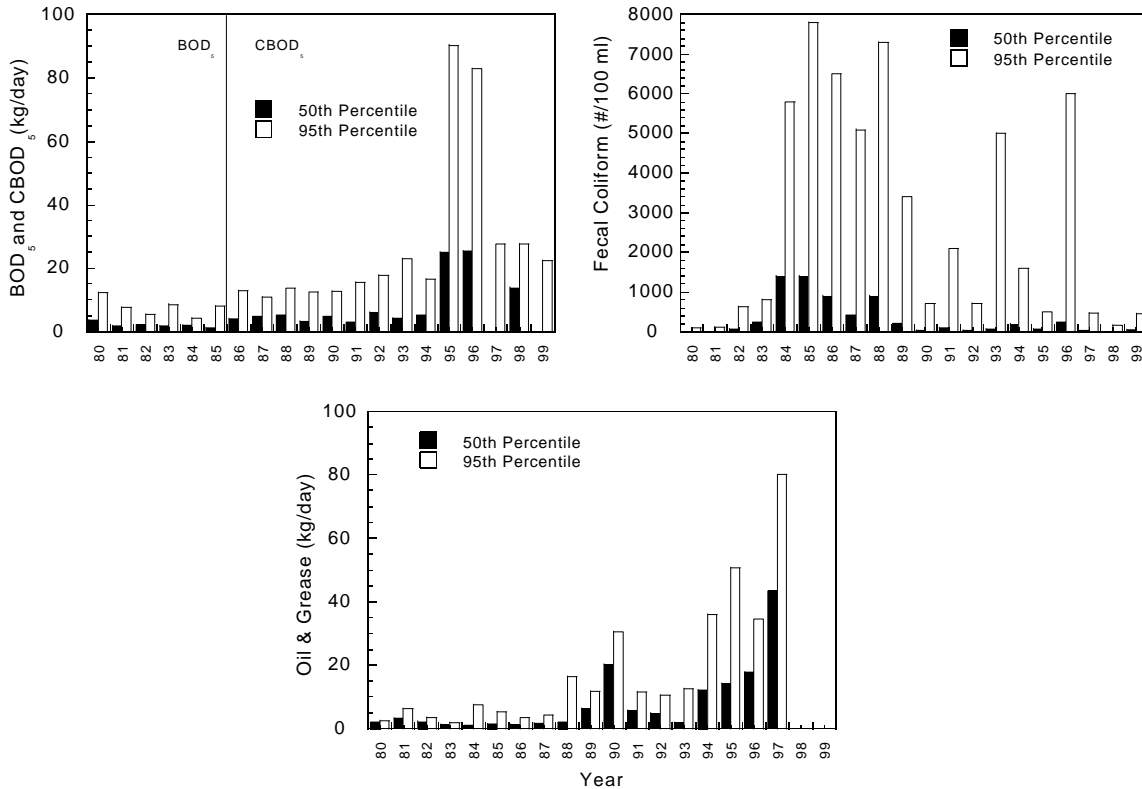 BOD₅ and CBOD₅ (kg/day)
100
80
60
40
20
0
BOD₅
CBOD₅
50th Percentile
95th Percentile
80 81 82 83 84 85 86 87 88 89 90 91 92 93 94 95 96 97 98 99
Fecal Coliform (#/100 ml)
8000
7000
6000
5000
4000
3000
2000
1000
0
50th Percentile
95th Percentile
80 81 82 83 84 85 86 87 88 89 90 91 92 93 94 95 96 97 98 99
Oil & Grease (kg/day)
100
80
60
40
20
0
50th Percentile
95th Percentile
80 81 82 83 84 85 86 87 88 89 90 91 92 93 94 95 96 97 98 99
Year